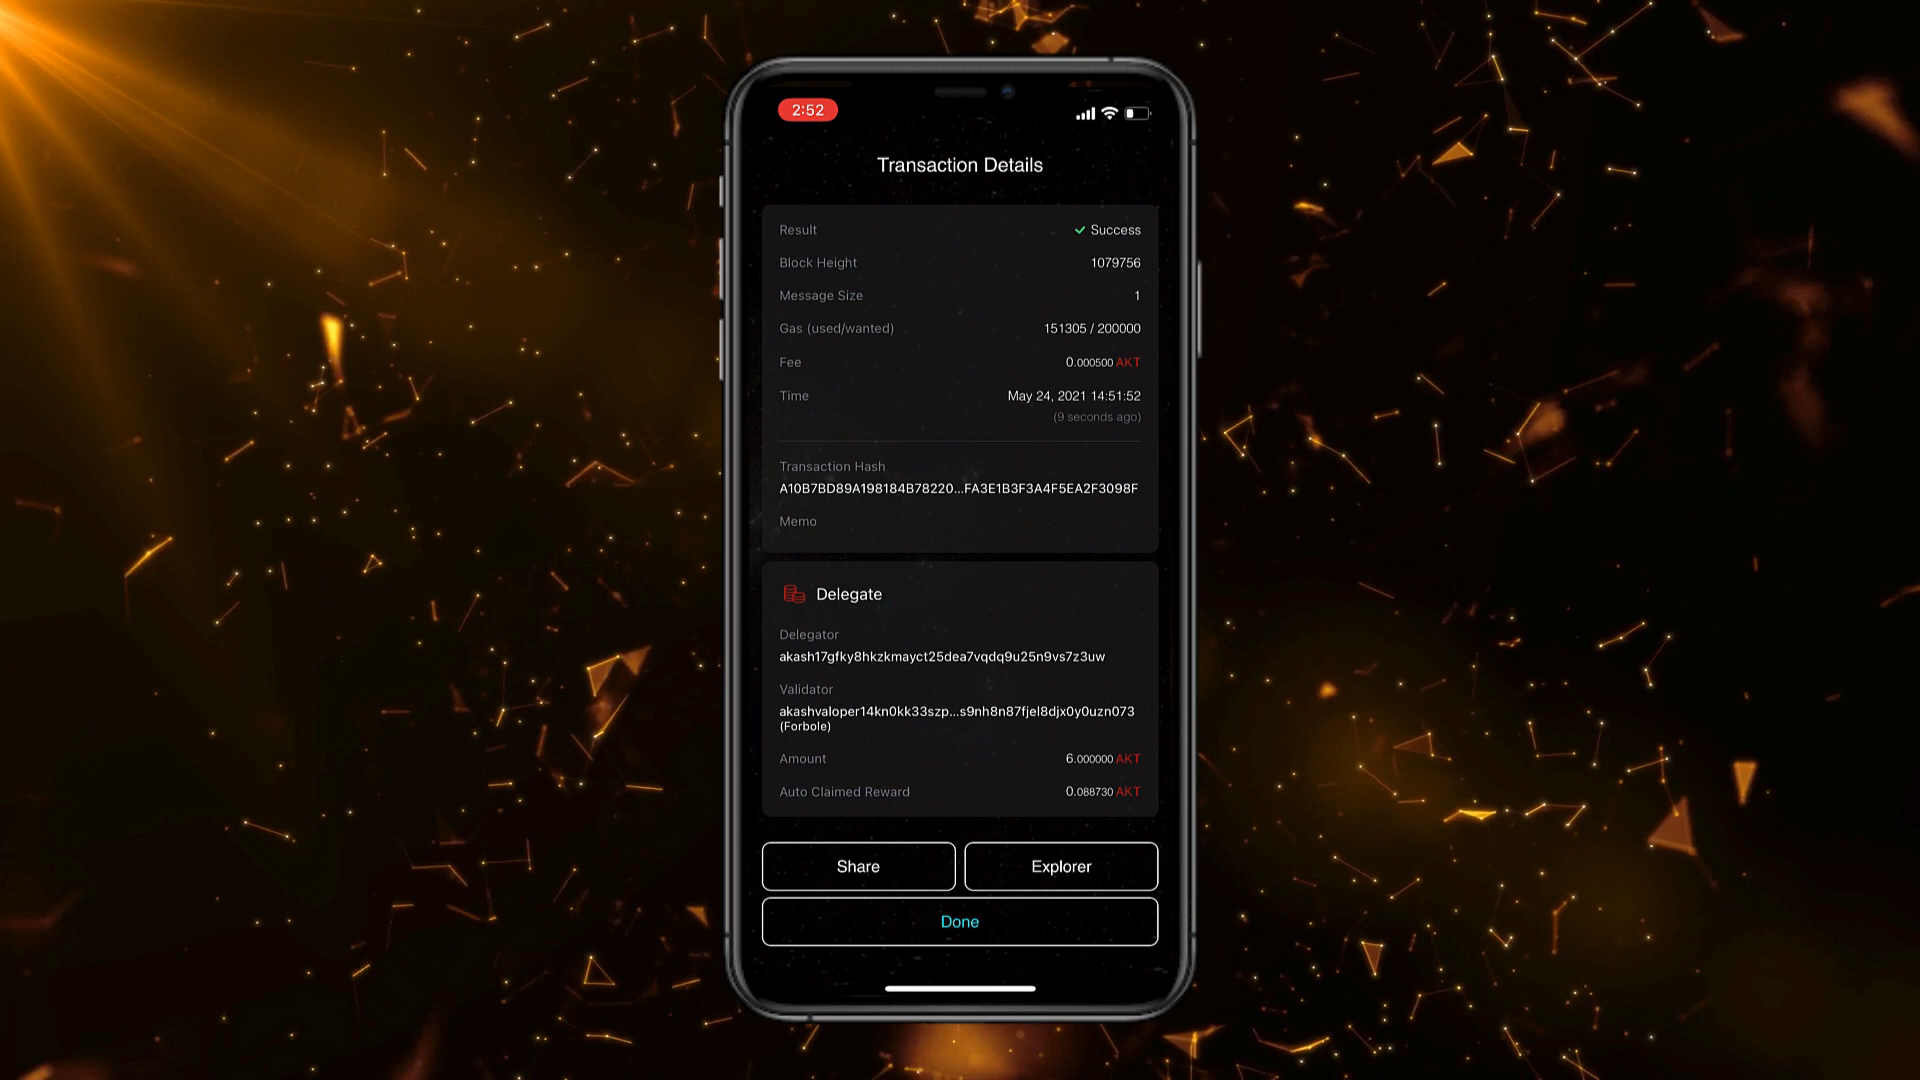 2:52
Transaction Details
Result Success
Block Height 1079756
Message Size 1
Gas (used/wanted) 151305 / 200000
Fee 0.000500 AKT
Time May 24, 2021 14:51:52
(9 seconds ago)
Transaction Hash
A10B7BD89A198184B78220...FA3E1B3F3A4F5EA2F3098F
Memo
Delegate
Delegator
akash17gfky8hkzkmayct25dea7vqdq9u25n9vs7z3uw
Validator
akashvaloper14kn0kk33szp...s9nh8n87fjel8djx0y0uzn073
(Forbole)
Amount 6.000000 AKT
Auto Claimed Reward 0.088730 AKT
Share Explorer
Done